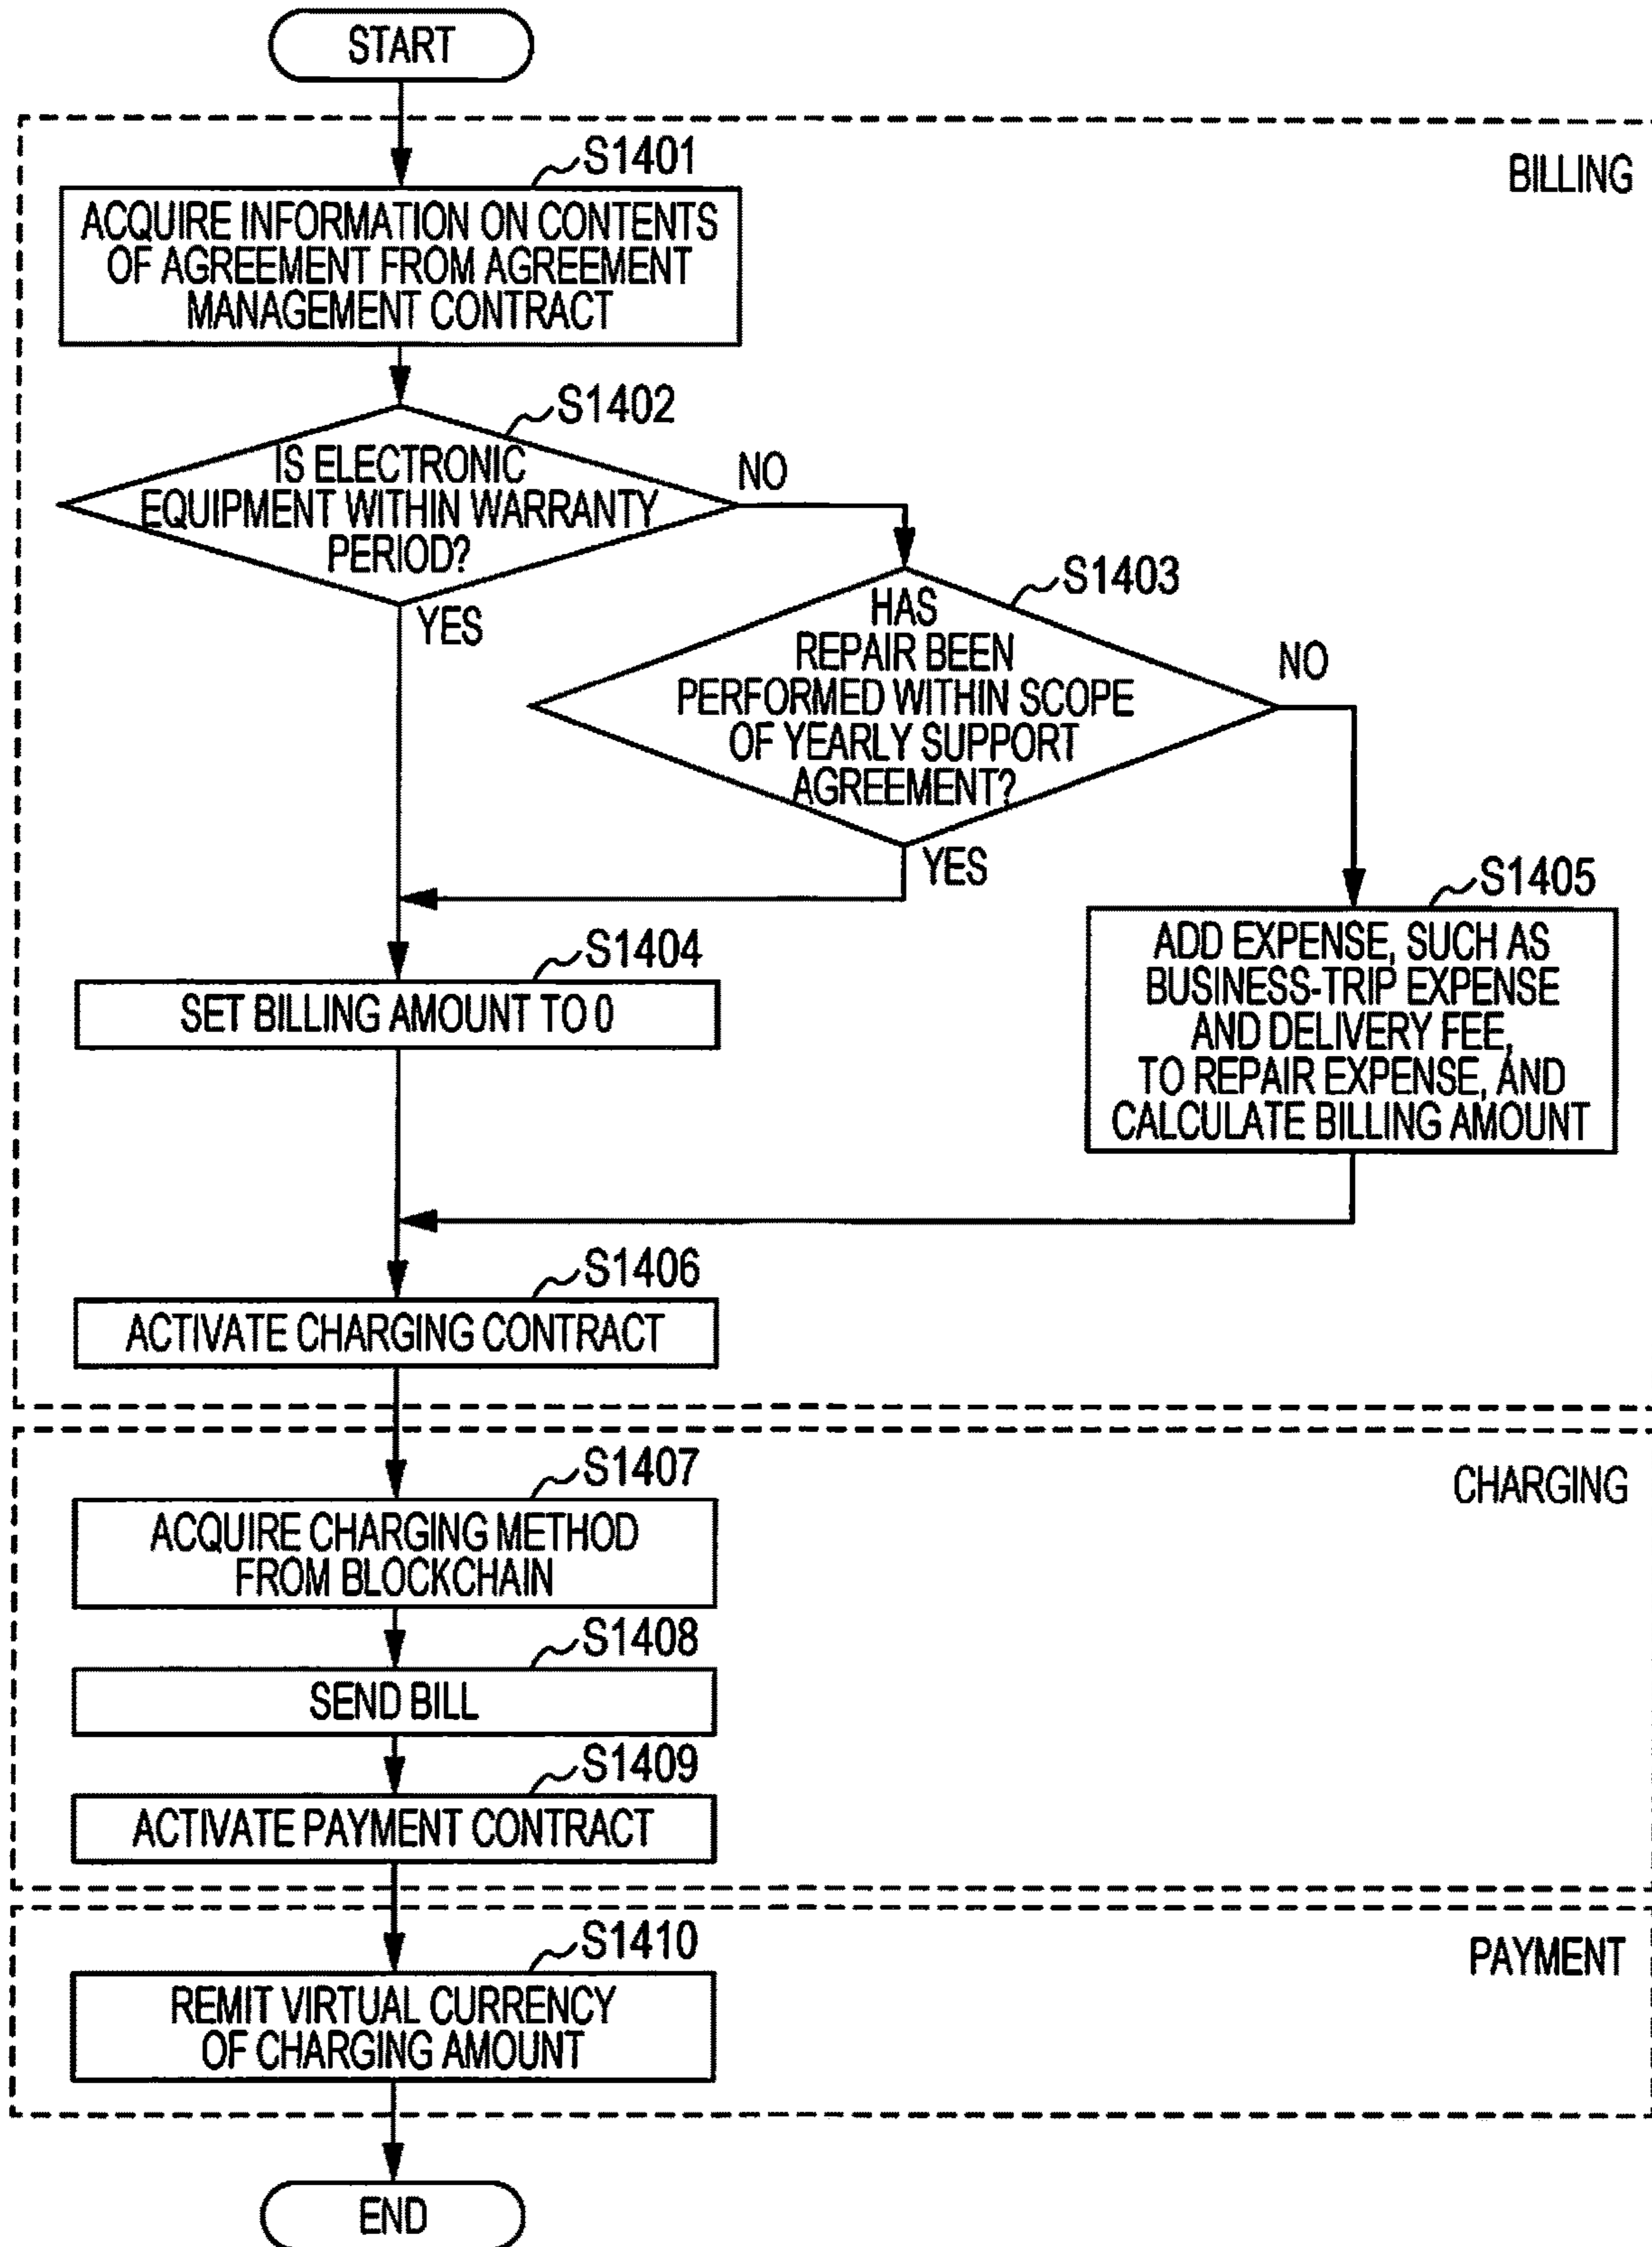 START
BILLING
S1401
ACQUIRE INFORMATION ON CONTENTS
OF AGREEMENT FROM AGREEMENT
MANAGEMENT CONTRACT
S1402
IS ELECTRONIC
EQUIPMENT WITHIN WARRANTY
PERIOD?
NO
YES
S1403
HAS
REPAIR BEEN
PERFORMED WITHIN SCOPE
OF YEARLY SUPPORT
AGREEMENT?
NO
YES
S1404
SET BILLING AMOUNT TO 0
S1405
ADD EXPENSE, SUCH AS
BUSINESS-TRIP EXPENSE
AND DELIVERY FEE,
TO REPAIR EXPENSE, AND
CALCULATE BILLING AMOUNT
S1406
ACTIVATE CHARGING CONTRACT
CHARGING
S1407
ACQUIRE CHARGING METHOD
FROM BLOCKCHAIN
S1408
SEND BILL
S1409
ACTIVATE PAYMENT CONTRACT
PAYMENT
S1410
REMIT VIRTUAL CURRENCY
OF CHARGING AMOUNT
END